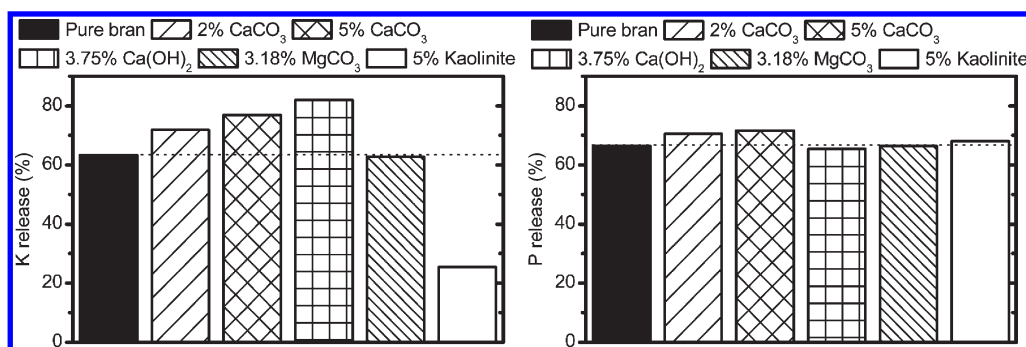 Pure bran 2% CaCO₃ 5% CaCO₃
3.75% Ca(OH)₂ 3.18% MgCO₃ 5% Kaolinite
80
60
40
20
0
K release (%)
Pure bran 2% CaCO₃ 5% CaCO₃
3.75% Ca(OH)₂ 3.18% MgCO₃ 5% Kaolinite
80
60
40
20
0
P release (%)